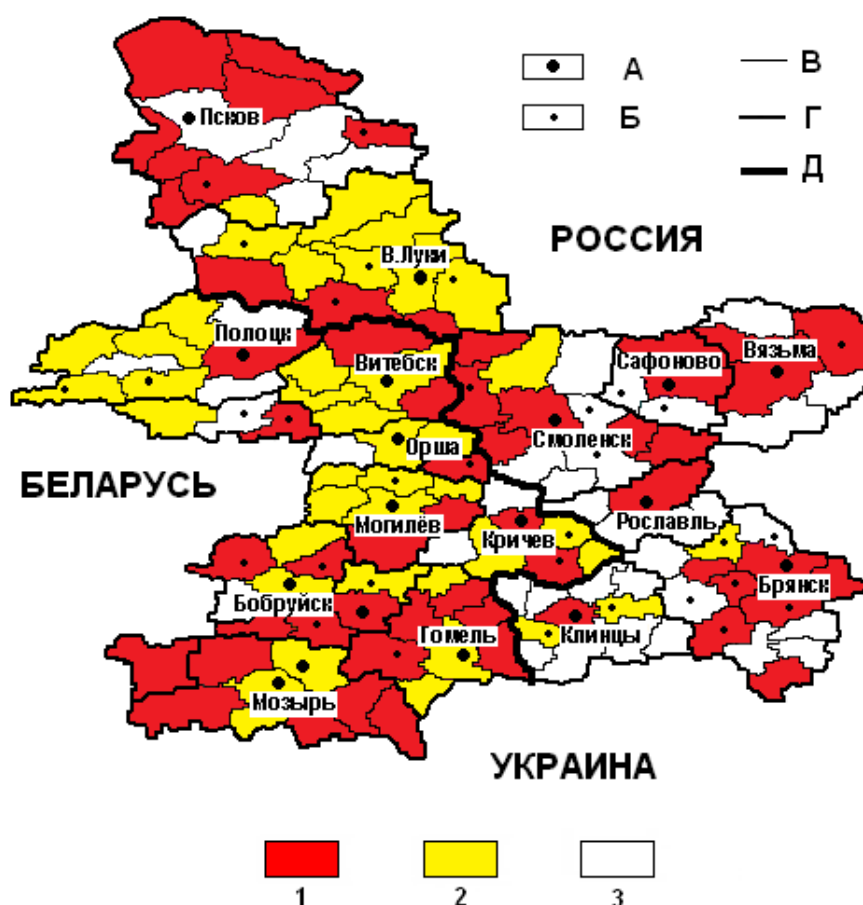 А
Б
В
Г
Д
Псков
РОССИЯ
В.Луки
Полоцк
Витебск
Сафоново
Вязьма
Орша
Смоленск
БЕЛАРУСЬ
Могилёв
Кричев
Рославль
Бобруйск
Брянск
Гомель
Клинцы
Мозырь
УКРАИНА
1
2
3